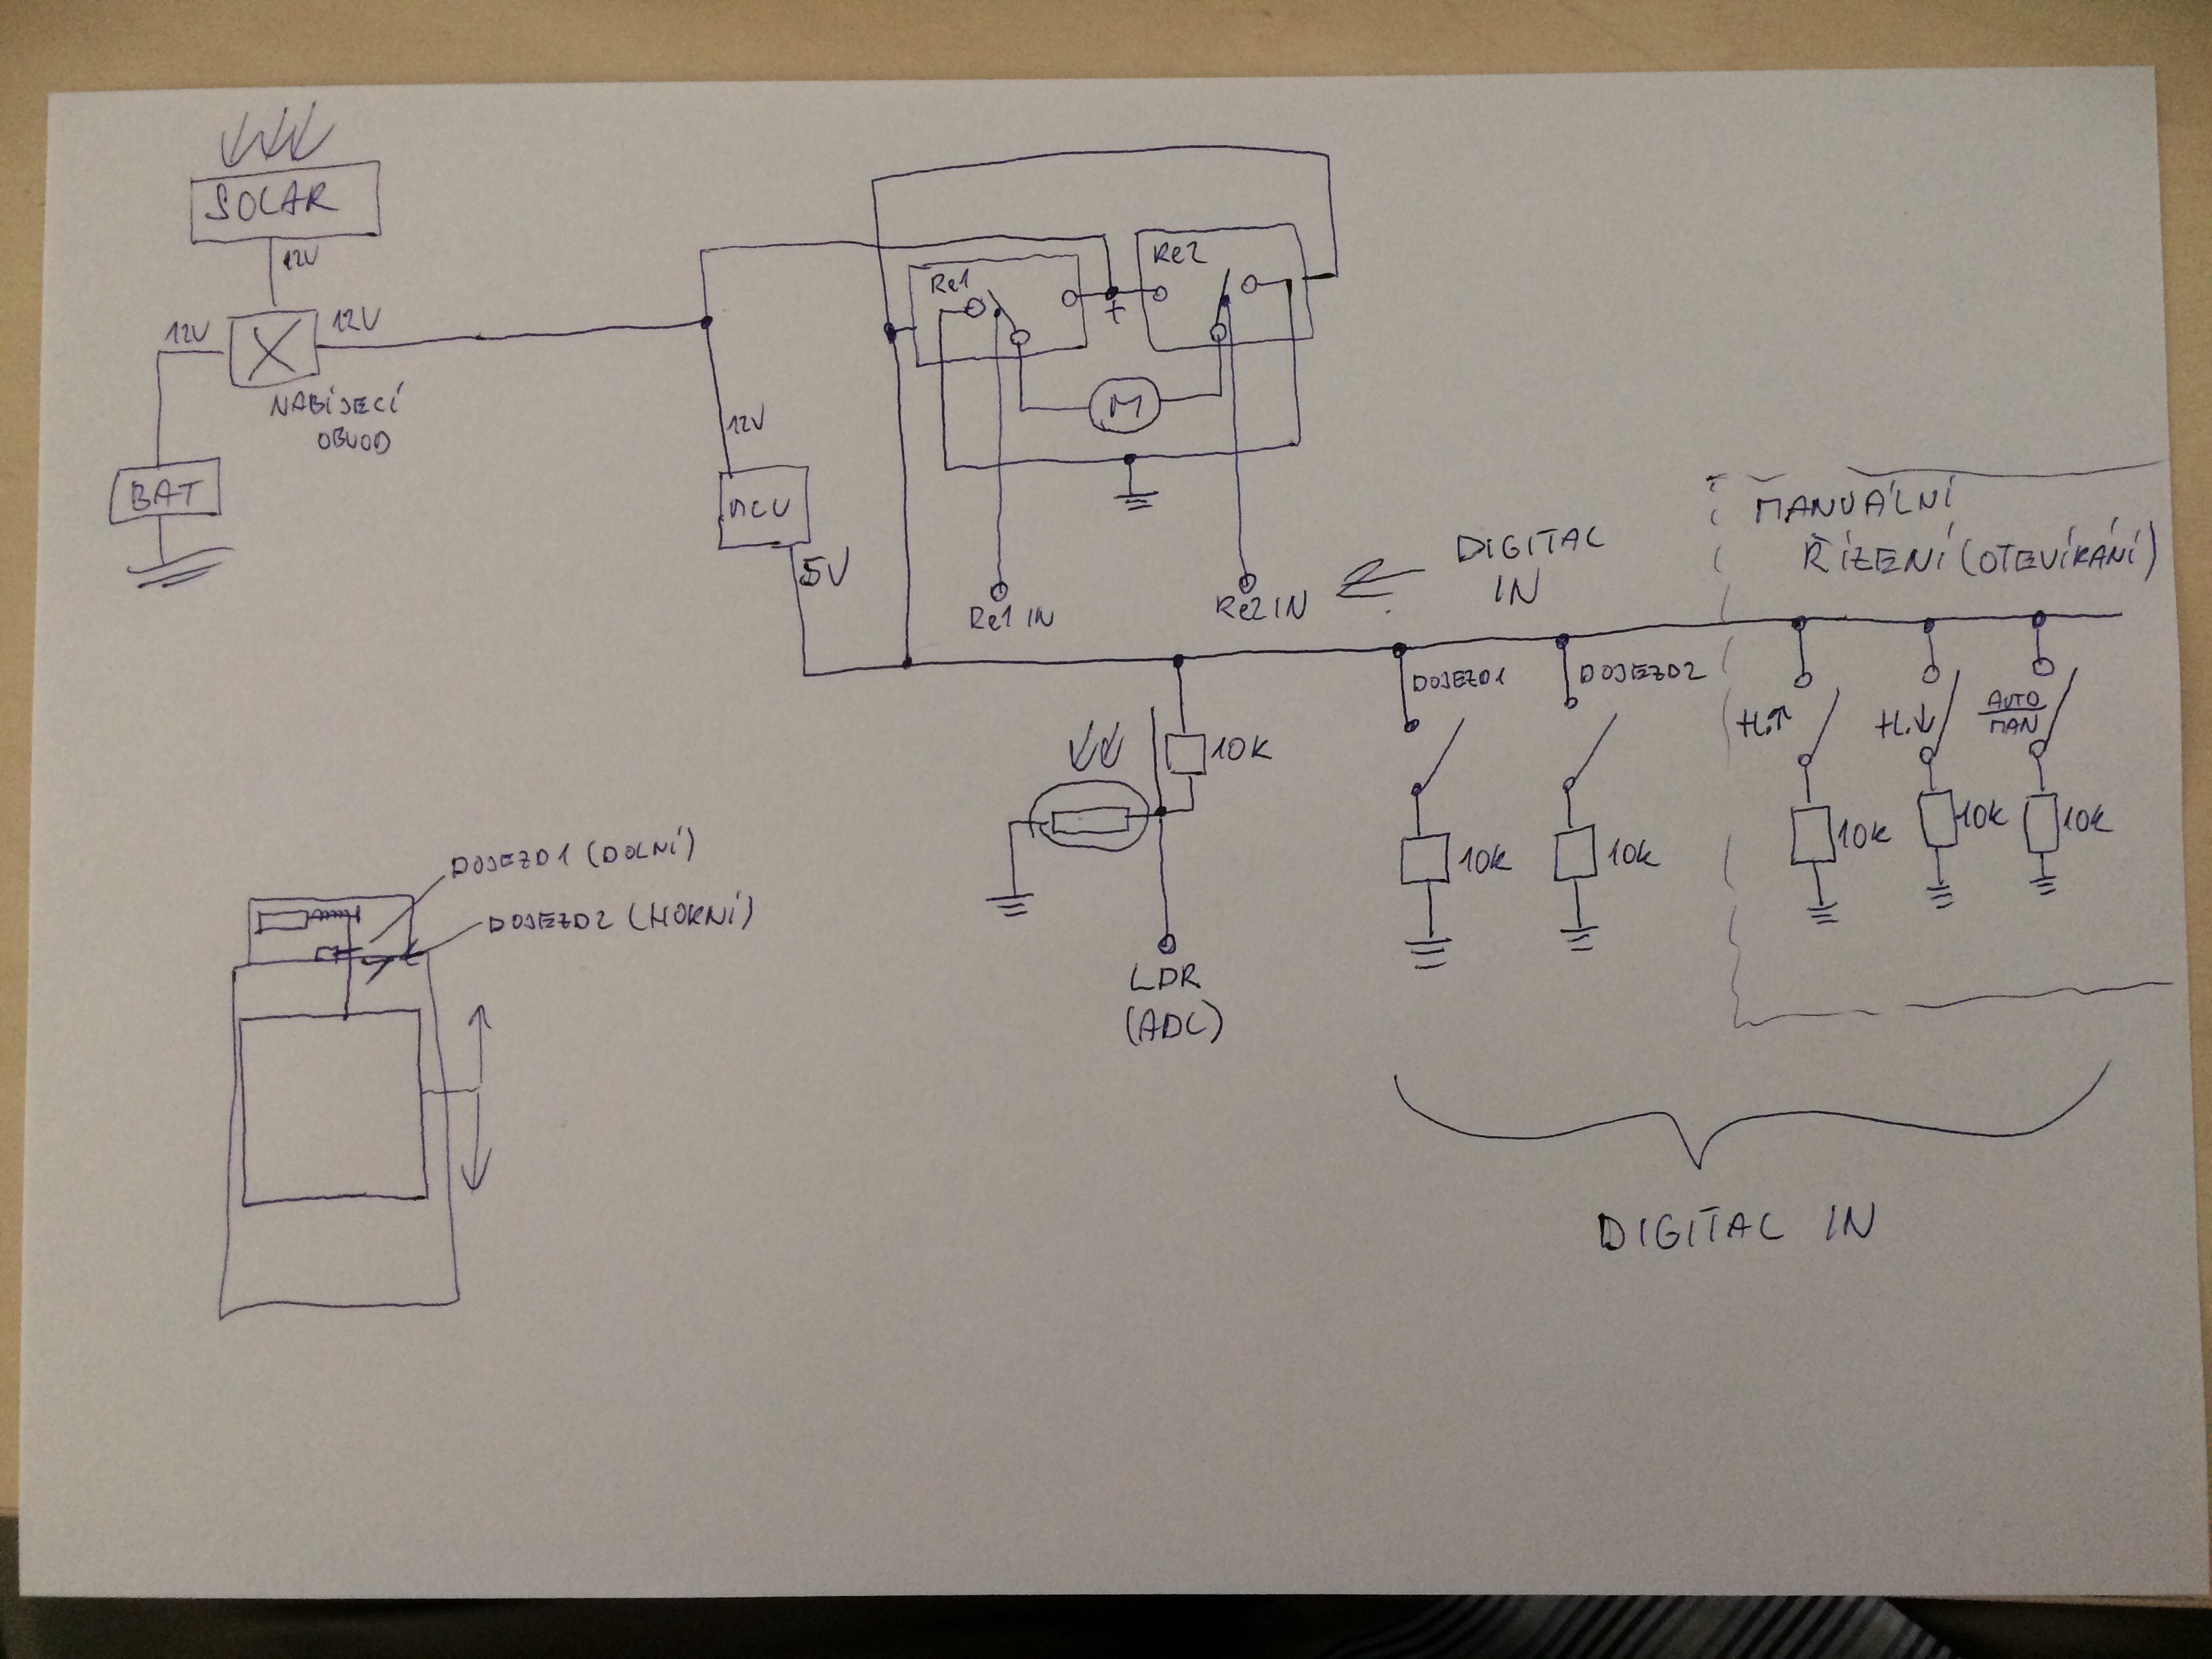 SOLAR
12V
12V
12V
NABÍJECÍ
OBVOD
BAT
12V
MCU
5V
Re1
Re2
+
M
Re1 IN
Re2 IN
DIGITAL
IN
MANUÁLNÍ
ŘÍZENÍ (OTEVÍRÁNÍ)
DOJEZD1
DOJEZD2
tl.↑
tl.↓
AUTO
MAN
10K
10K
10K
10K
10K
10K
LDR
(ADC)
DOJEZD1 (DOLNÍ)
DOJEZD2 (HORNÍ)
DIGITAL IN